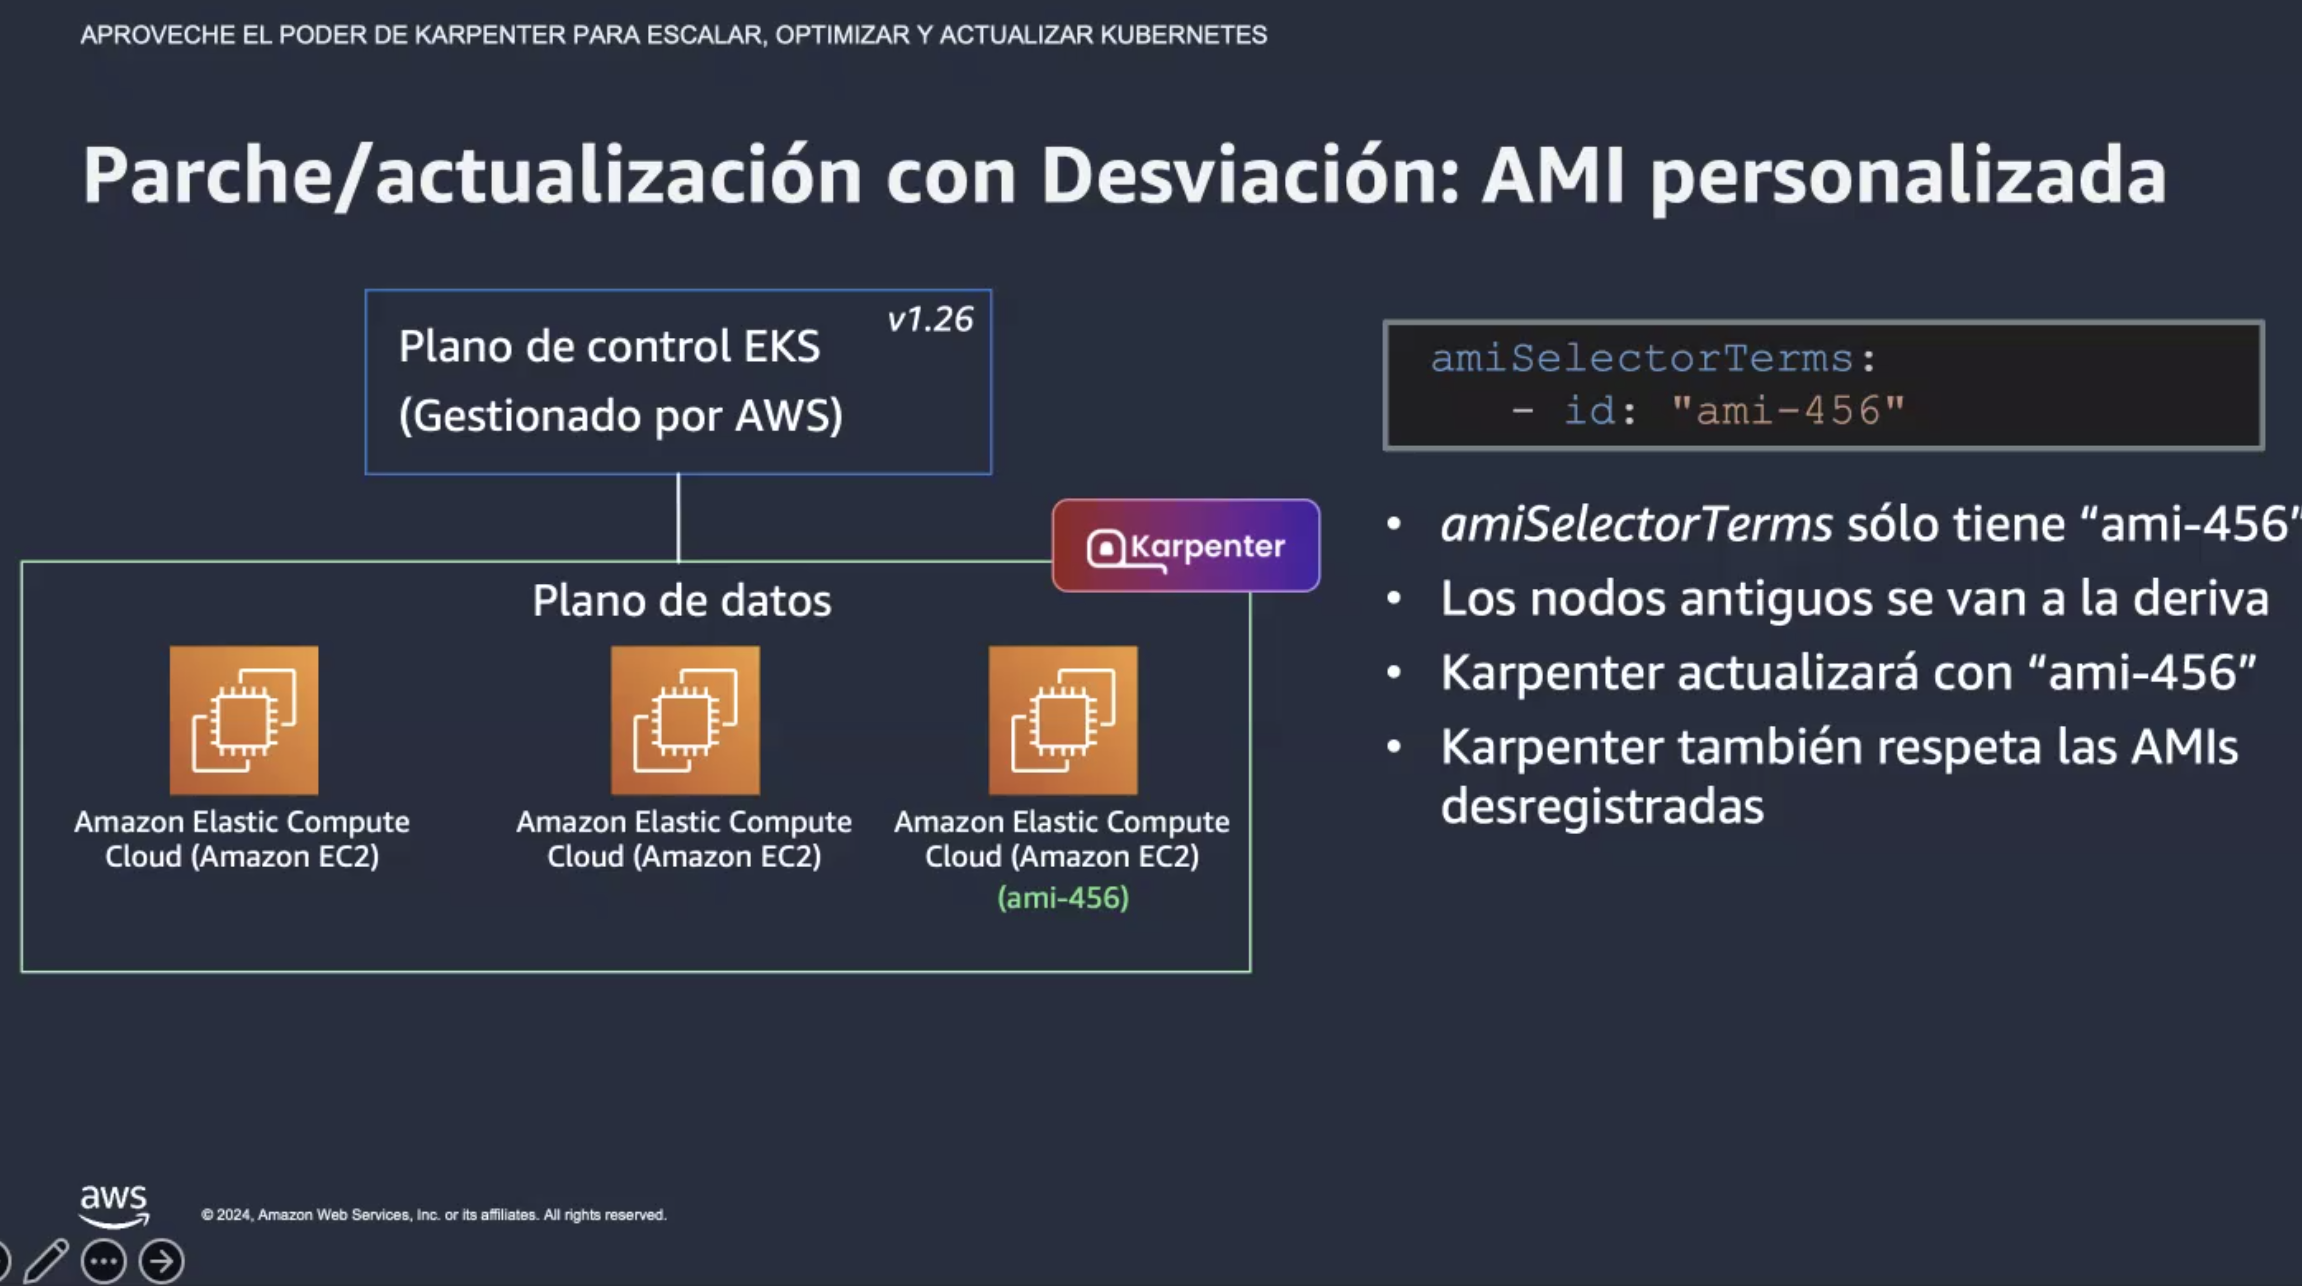 APROVECHE EL PODER DE KARPENTER PARA ESCALAR, OPTIMIZAR Y ACTUALIZAR KUBERNETES
Parche/actualización con Desviación: AMI personalizada
v1.26
Plano de control EKS
(Gestionado por AWS)
Karpenter
Plano de datos
Amazon Elastic Compute
Cloud (Amazon EC2)
Amazon Elastic Compute
Cloud (Amazon EC2)
Amazon Elastic Compute
Cloud (Amazon EC2)
(ami-456)
amiSelectorTerms:
- id: "ami-456"
• amiSelectorTerms sólo tiene “ami-456”
• Los nodos antiguos se van a la deriva
• Karpenter actualizará con “ami-456”
• Karpenter también respeta las AMIs
desregistradas
aws
© 2024, Amazon Web Services, Inc. or its affiliates. All rights reserved.